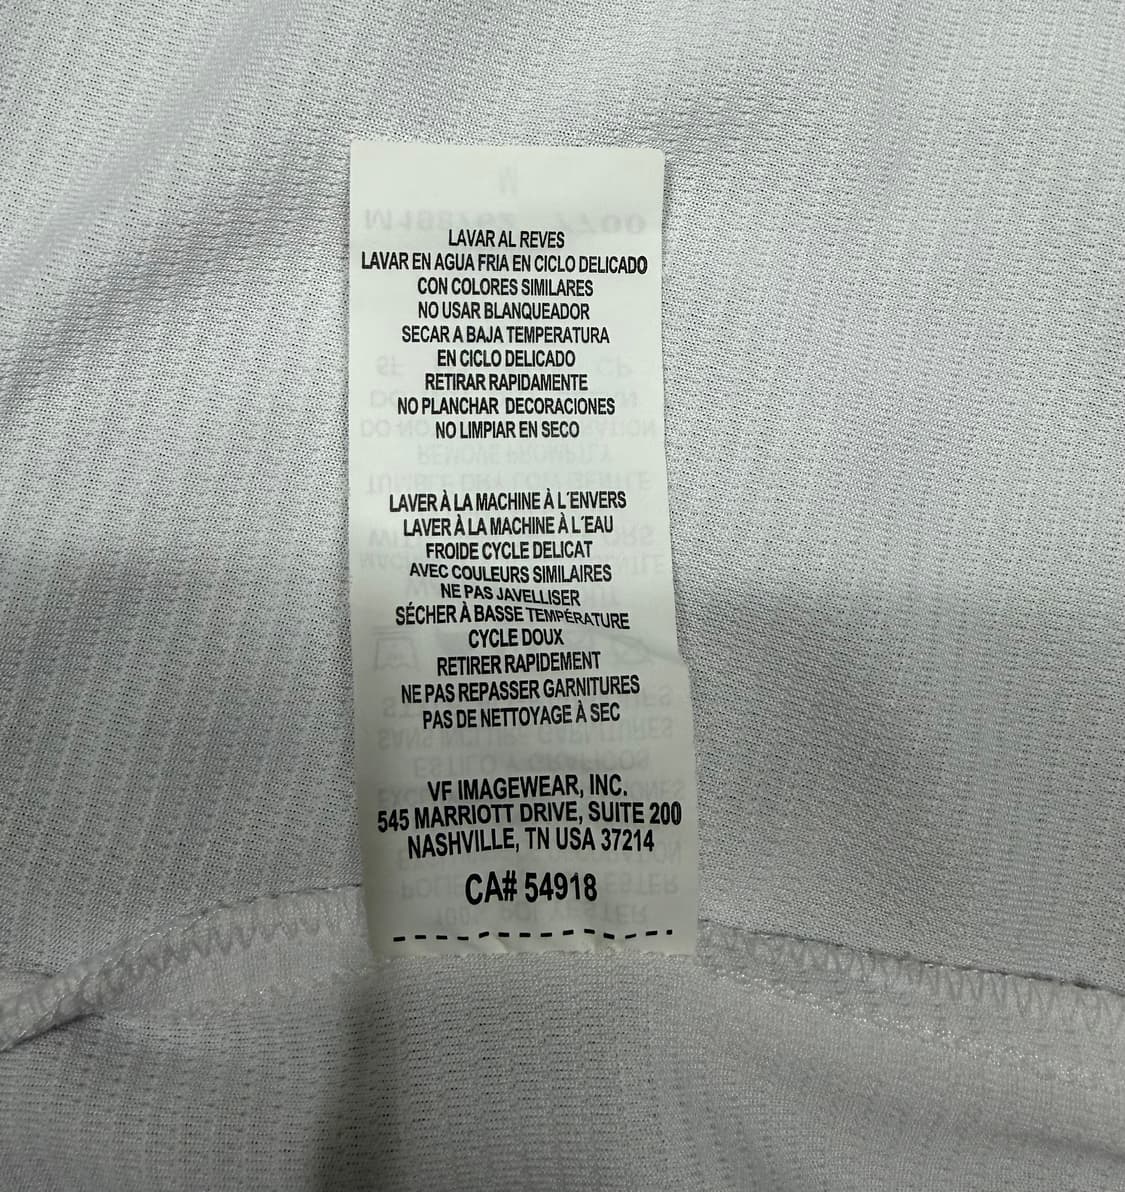 LAVAR AL REVES
LAVAR EN AGUA FRIA EN CICLO DELICADO
CON COLORES SIMILARES
NO USAR BLANQUEADOR
SECAR A BAJA TEMPERATURA
EN CICLO DELICADO
RETIRAR RAPIDAMENTE
NO PLANCHAR DECORACIONES
NO LIMPIAR EN SECO
LAVER À LA MACHINE À L´ENVERS
LAVER À LA MACHINE À L´EAU
FROIDE CYCLE DELICAT
AVEC COULEURS SIMILAIRES
NE PAS JAVELLISER
SÉCHER À BASSE TEMPÉRATURE
CYCLE DOUX
RETIRER RAPIDEMENT
NE PAS REPASSER GARNITURES
PAS DE NETTOYAGE À SEC
VF IMAGEWEAR, INC.
545 MARRIOTT DRIVE, SUITE 200
NASHVILLE, TN USA 37214
CA# 54918